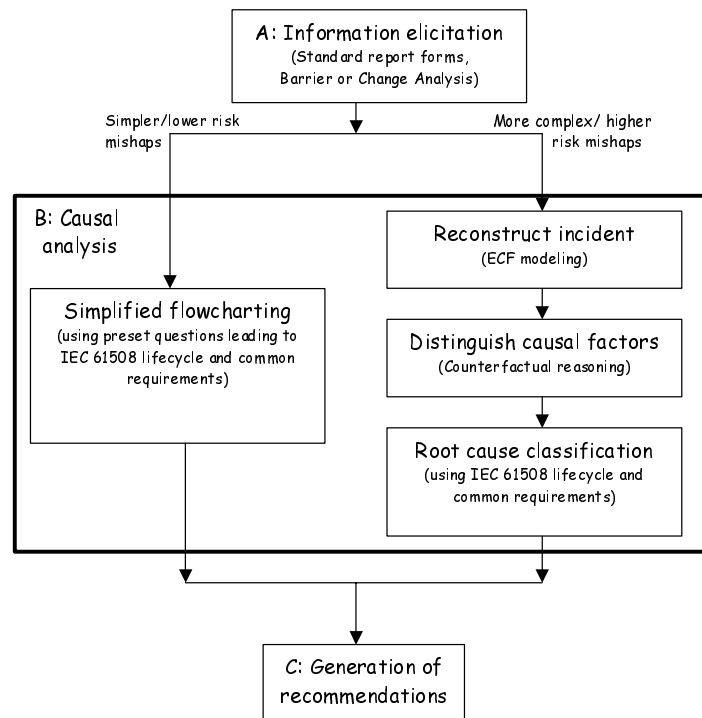 A: Information elicitation
(Standard report forms,
Barrier or Change Analysis)
Simpler/lower risk
mishaps
More complex/ higher
risk mishaps
B: Causal
analysis
Reconstruct incident
(ECF modeling)
Simplified flowcharting
(using preset questions leading to
IEC 61508 lifecycle and common
requirements)
Distinguish causal factors
(Counterfactual reasoning)
Root cause classification
(using IEC 61508 lifecycle and
common requirements)
C: Generation of
recommendations